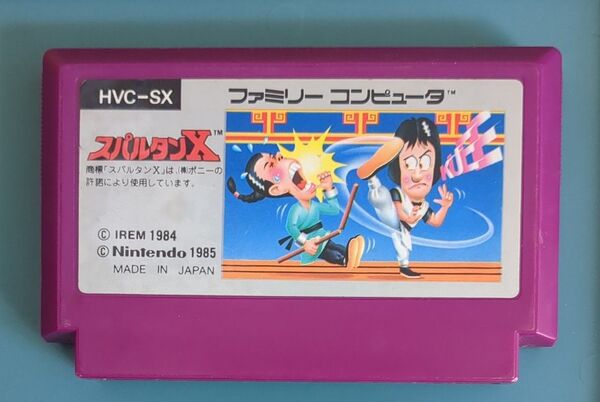 HVC-SX
ファミリー コンピュータ™
スパルタンX™
商標「スパルタンX」は、(株)ポニーの
許諾により使用しています。
© IREM 1984
© Nintendo 1985
MADE IN JAPAN